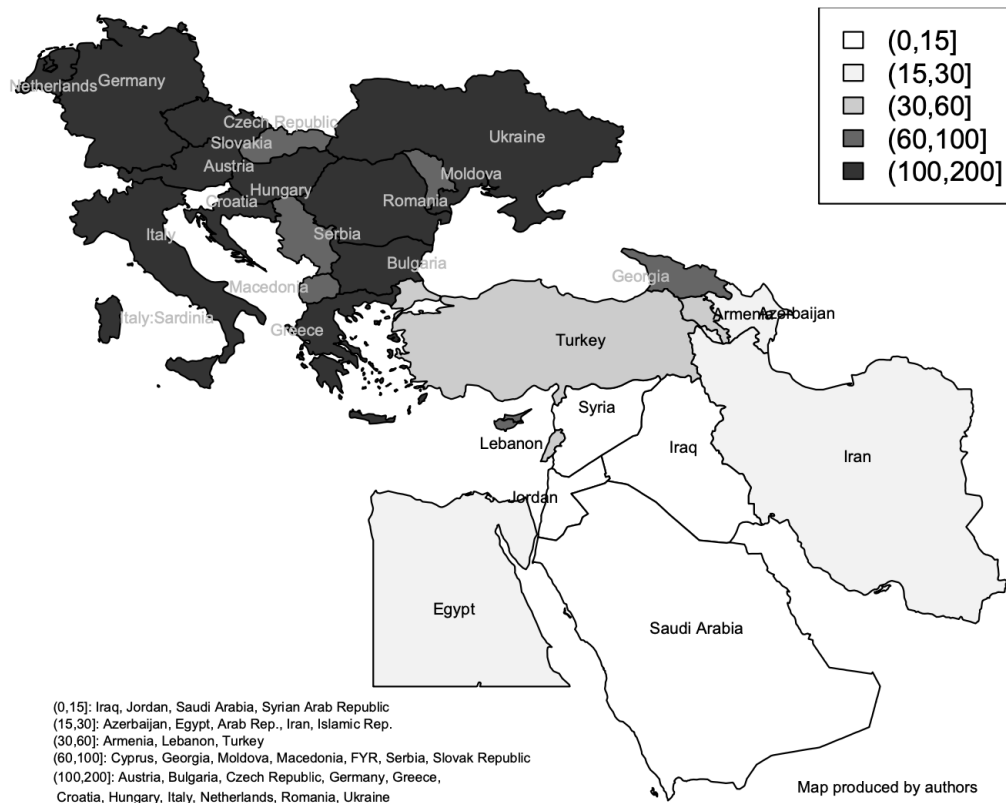 (0,15]
(15,30]
(30,60]
(60,100]
(100,200]
Netherlands
Germany
Czech Republic
Ukraine
Slovakia
Austria
Moldova
Hungary
Croatia
Romania
Italy
Serbia
Bulgaria
Georgia
Macedonia
Italy:Sardinia
Greece
Armenia
Azerbaijan
Turkey
Syria
Lebanon
Iraq
Iran
Jordan
Egypt
Saudi Arabia
(0,15]: Iraq, Jordan, Saudi Arabia, Syrian Arab Republic
(15,30]: Azerbaijan, Egypt, Arab Rep., Iran, Islamic Rep.
(30,60]: Armenia, Lebanon, Turkey
(60,100]: Cyprus, Georgia, Moldova, Macedonia, FYR, Serbia, Slovak Republic
(100,200]: Austria, Bulgaria, Czech Republic, Germany, Greece,
Croatia, Hungary, Italy, Netherlands, Romania, Ukraine
Map produced by authors